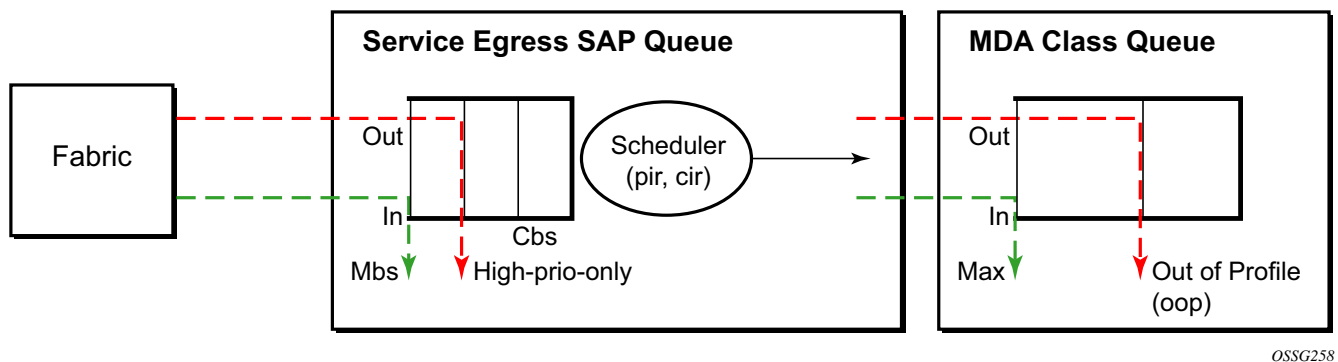 Service Egress SAP Queue
MDA Class Queue
Fabric
Out
In
Mbs
High-prio-only
Cbs
Scheduler
(pir, cir)
Out
In
Max
Out of Profile
(oop)
OSSG258